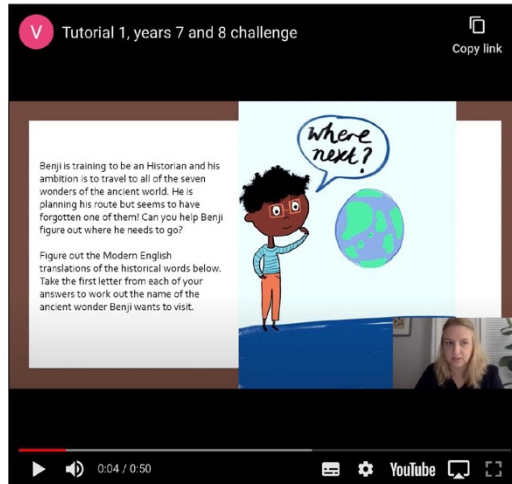 V
Tutorial 1, years 7 and 8 challenge
Copy link
Benji is training to be an Historian and his
ambition is to travel to all of the seven
wonders of the ancient world. He is
planning his route but seems to have
forgotten one of them! Can you help Benji
figure out where he needs to go?
Figure out the Modern English
translations of the historical words below.
Take the first letter from each of your
answers to work out the name of the
ancient wonder Benji wants to visit.
where
next?
0:04 / 0:50
YouTube